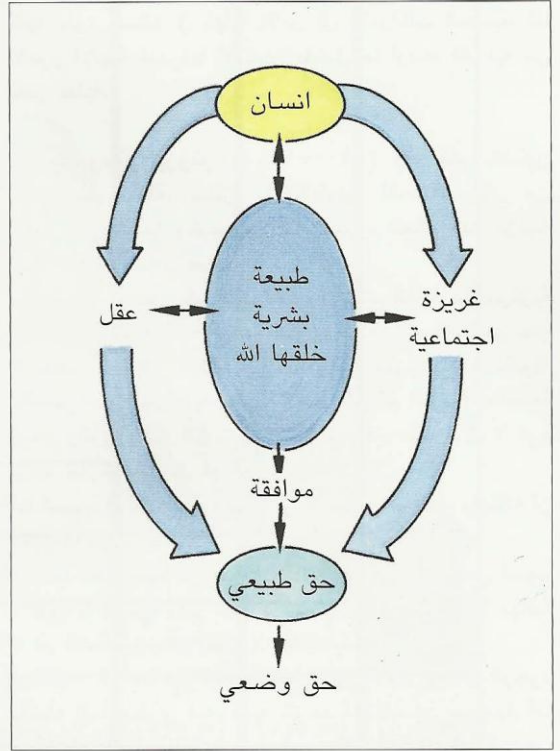 انسان
طبيعة
بشرية
خلقها الله
غريزة
اجتماعية
عقل
موافقة
حق طبيعي
حق وضعي